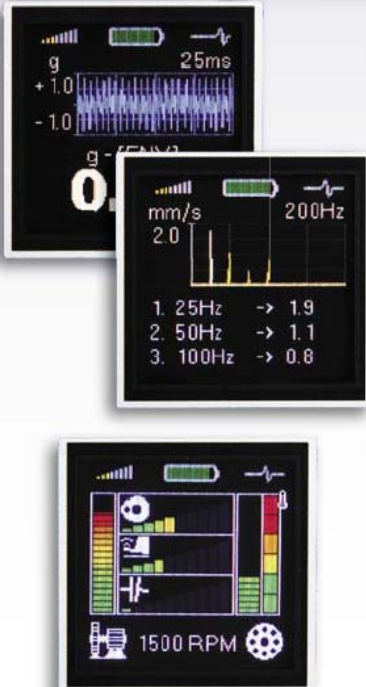 g 25ms
+ 1.0
- 1.0
0.
mm/s 200Hz
2.0
1. 25Hz -> 1.9
2. 50Hz -> 1.1
3. 100Hz -> 0.8
1500 RPM